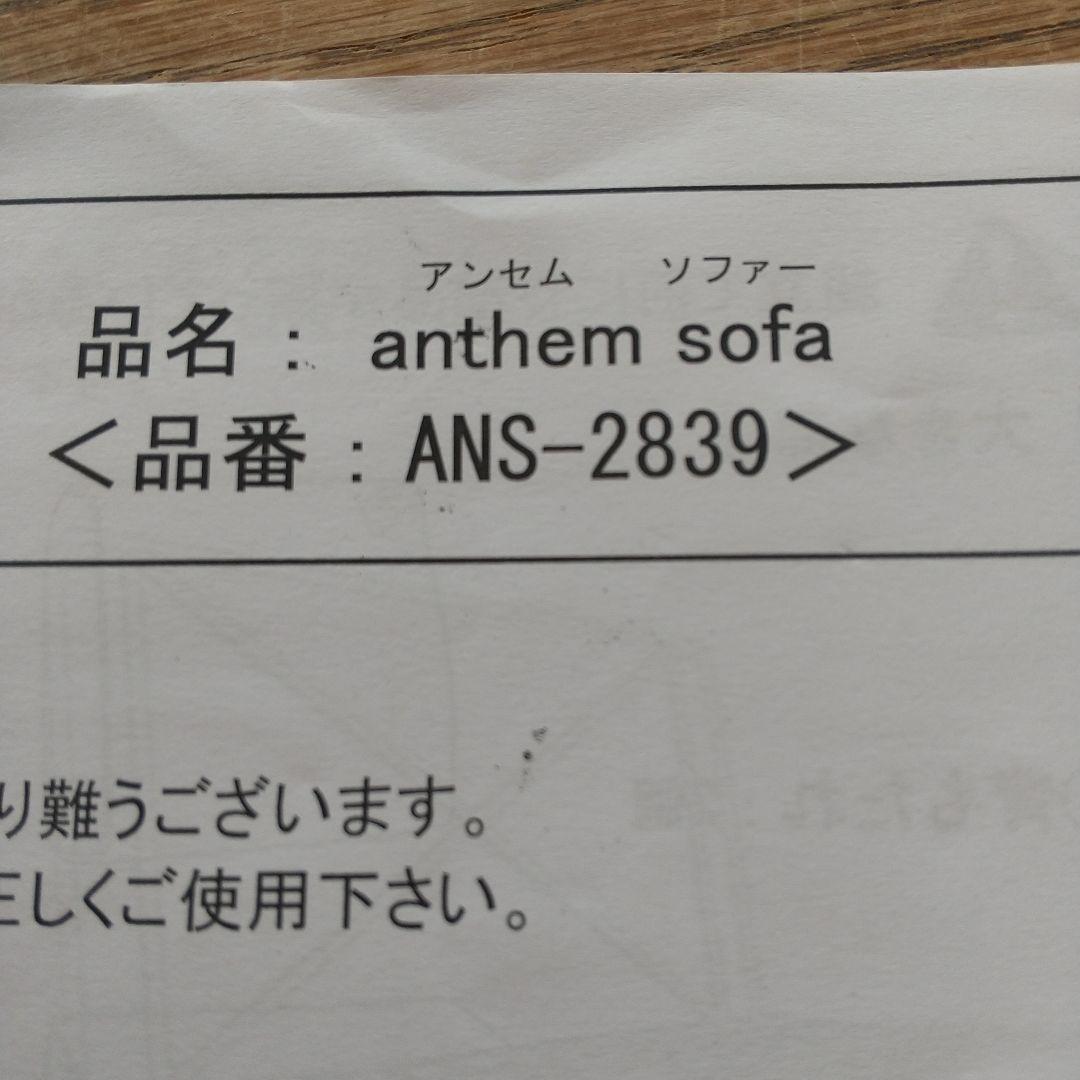 アンセム ソファー
品名： anthem sofa
＜品番：ANS-2839＞
り難うございます。
正しくご使用下さい。